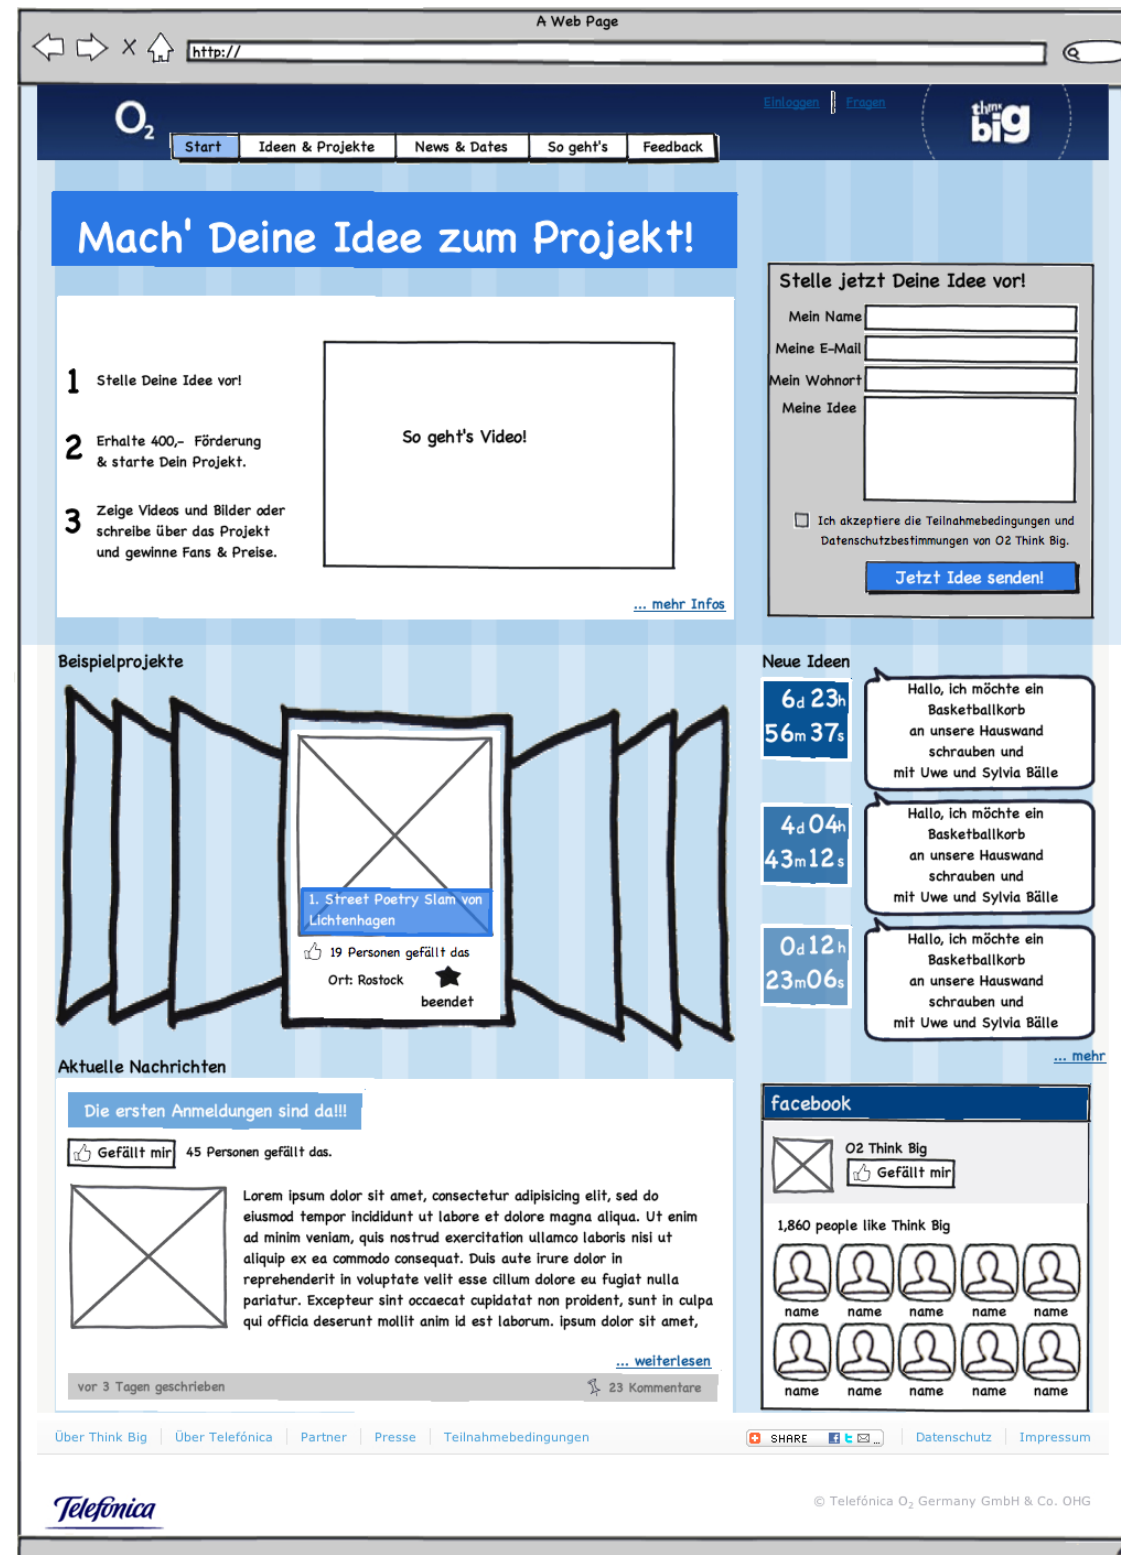 A Web Page
http://
O2
Einloggen
Fragen
think
big
Start
Ideen & Projekte
News & Dates
So geht's
Feedback
Mach' Deine Idee zum Projekt!
1 Stelle Deine Idee vor!
2 Erhalte 400,- Förderung
& starte Dein Projekt.
3 Zeige Videos und Bilder oder
schreibe über das Projekt
und gewinne Fans & Preise.
So geht's Video!
... mehr Infos
Stelle jetzt Deine Idee vor!
Mein Name
Meine E-Mail
Mein Wohnort
Meine Idee
Ich akzeptiere die Teilnahmebedingungen und
Datenschutzbestimmungen von O2 Think Big.
Jetzt Idee senden!
Beispielprojekte
1. Street Poetry Slam von
Lichtenhagen
19 Personen gefällt das
Ort: Rostock
beendet
Neue Ideen
6d 23h
56m 37s
Hallo, ich möchte ein
Basketballkorb
an unsere Hauswand
schrauben und
mit Uwe und Sylvia Bälle
4d 04h
43m 12s
Hallo, ich möchte ein
Basketballkorb
an unsere Hauswand
schrauben und
mit Uwe und Sylvia Bälle
0d 12h
23m 06s
Hallo, ich möchte ein
Basketballkorb
an unsere Hauswand
schrauben und
mit Uwe und Sylvia Bälle
... mehr
Aktuelle Nachrichten
Die ersten Anmeldungen sind da!!!
Gefällt mir
45 Personen gefällt das.
Lorem ipsum dolor sit amet, consectetur adipisicing elit, sed do
eiusmod tempor incididunt ut labore et dolore magna aliqua. Ut enim
ad minim veniam, quis nostrud exercitation ullamco laboris nisi ut
aliquip ex ea commodo consequat. Duis aute irure dolor in
reprehenderit in voluptate velit esse cillum dolore eu fugiat nulla
pariatur. Excepteur sint occaecat cupidatat non proident, sunt in culpa
qui officia deserunt mollit anim id est laborum. ipsum dolor sit amet,
... weiterlesen
vor 3 Tagen geschrieben
23 Kommentare
facebook
O2 Think Big
Gefällt mir
1,860 people like Think Big
name name name name name
name name name name name
Über Think Big
Über Telefónica
Partner
Presse
Teilnahmebedingungen
SHARE
Datenschutz
Impressum
Telefónica
© Telefónica O2 Germany GmbH & Co. OHG